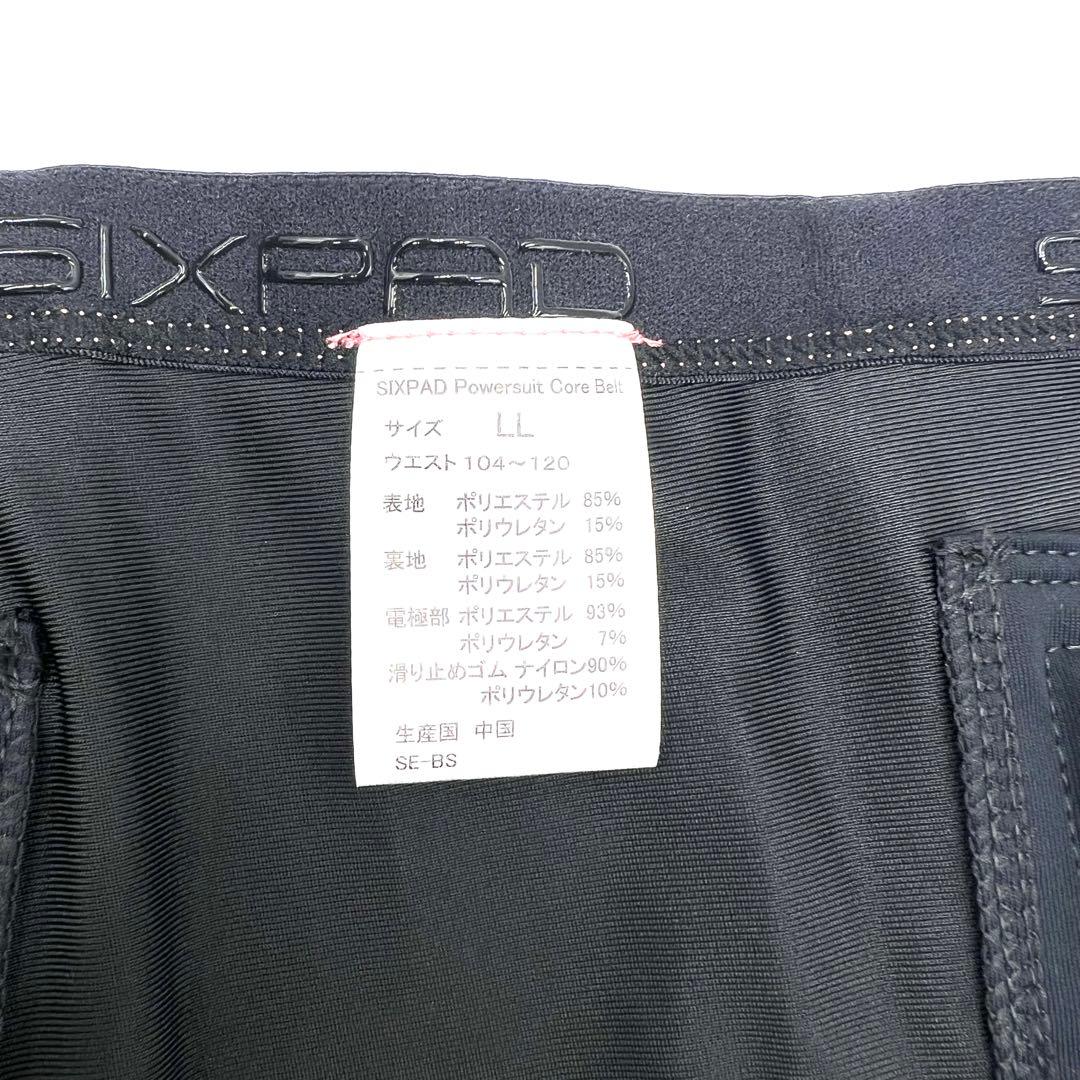 SIXPAD
SIXPAD Powersuit Core Belt
サイズ LL
ウエスト 104～120
表地 ポリエステル 85%
ポリウレタン 15%
裏地 ポリエステル 85%
ポリウレタン 15%
電極部 ポリエステル 93%
ポリウレタン 7%
滑り止めゴム ナイロン90%
ポリウレタン10%
生産国 中国
SE-BS